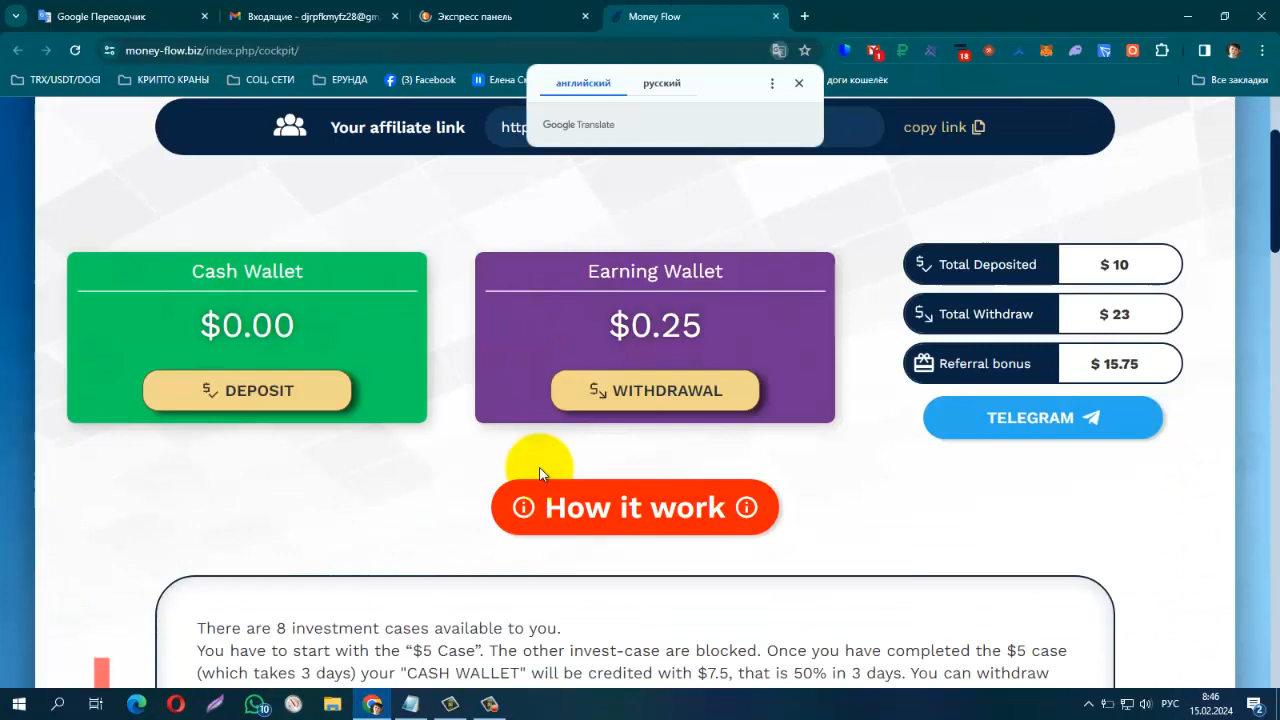 Google Переводчик
Входящие - djrpfkmyfz28@gm
Экспресс панель
Money Flow
money-flow.biz/index.php/cockpit/
1
18
TRX/USDT/DOGI
КРИПТО КРАНЫ
СОЦ. СЕТИ
ЕРУНДА
(3) Facebook
Елена
доги кошелёк
Все закладки
английский
русский
Google Translate
Your affiliate link
http
copy link
Cash Wallet
$0.00
DEPOSIT
Earning Wallet
$0.25
WITHDRAWAL
Total Deposited
$ 10
Total Withdraw
$ 23
Referral bonus
$ 15.75
TELEGRAM
How it work
There are 8 investment cases available to you.
You have to start with the “$5 Case”. The other invest-case are blocked. Once you have completed the $5 case
(which takes 3 days) your "CASH WALLET" will be credited with $7.5, that is 50% in 3 days. You can withdraw
10
РУС
8:46
15.02.2024
2